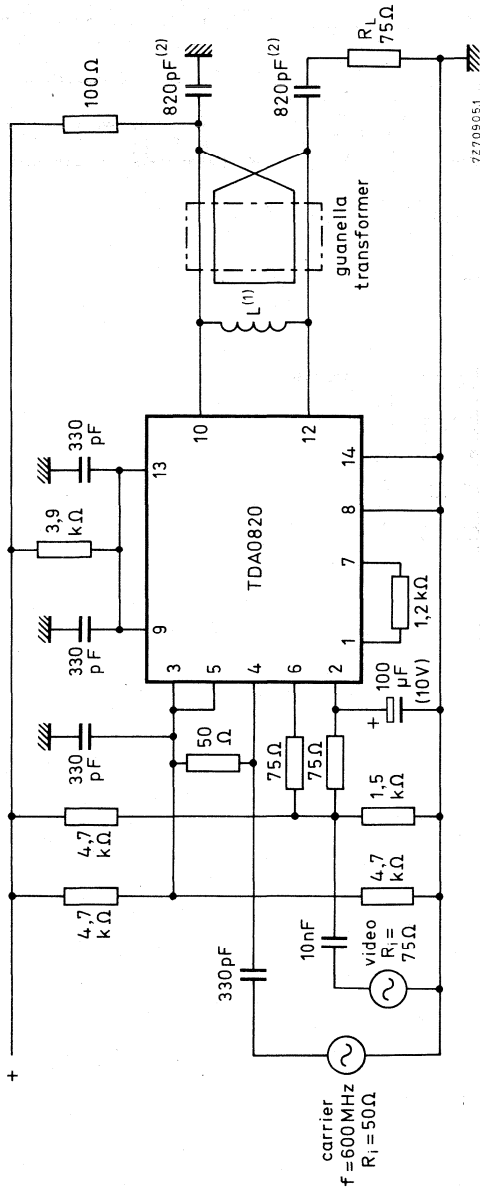 +
4,7
kΩ
4,7
kΩ
330
pF
330
pF
3,9
kΩ
330
pF
100Ω
820pF(2)
820pF(2)
RL
75Ω
guanella
transformer
L(1)
10
12
13
9
14
8
7
1
3
5
4
6
2
TDA0820
50
Ω
75Ω
75Ω
1,2kΩ
+
100
μF
(10V)
1,5
kΩ
4,7
kΩ
330pF
10nF
video
Ri=
75Ω
carrier
f=600MHz
Ri=50Ω
7Z709051